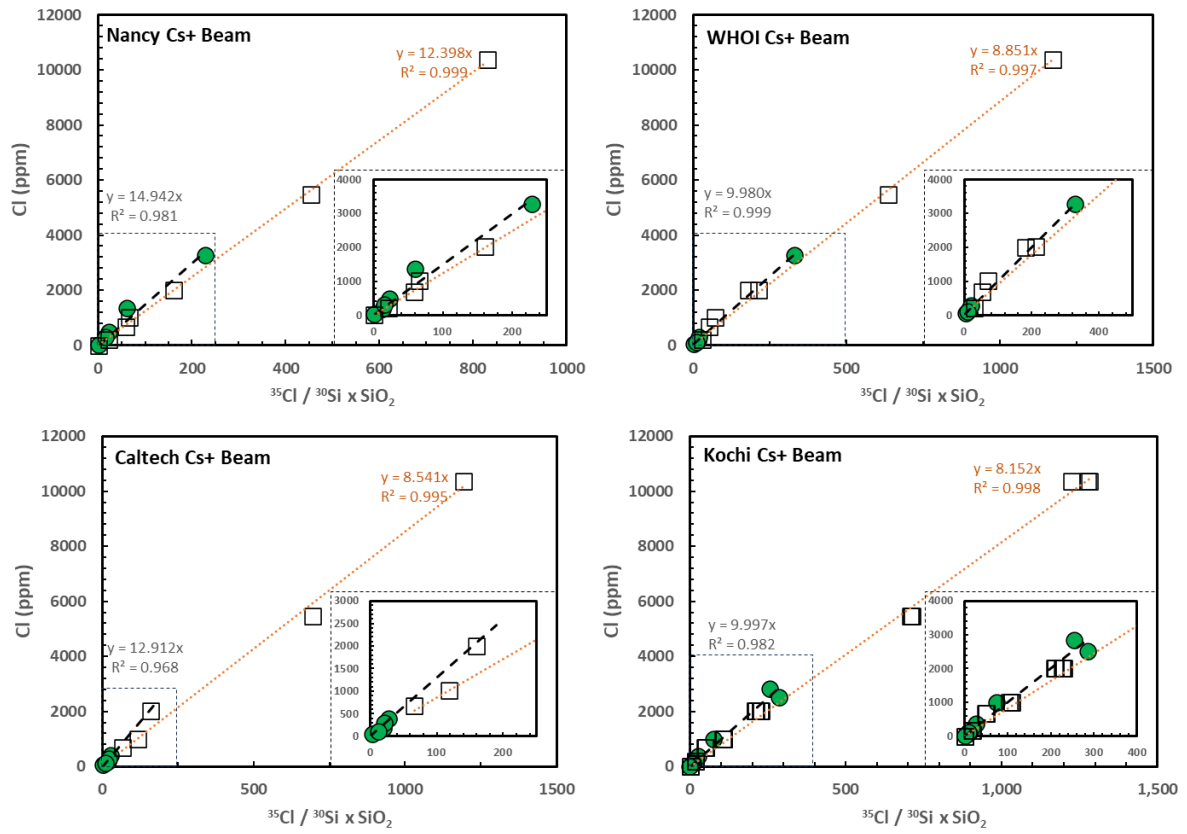 Nancy Cs+ Beam
12000
10000
8000
6000
4000
2000
0
Cl (ppm)
y = 12.398x
R² = 0.999
y = 14.942x
R² = 0.981
4000
3000
2000
1000
0
0 100 200
0 200 400 600 800 1000
³⁵Cl / ³⁰Si x SiO₂
WHOI Cs+ Beam
12000
10000
8000
6000
4000
2000
0
Cl (ppm)
y = 8.851x
R² = 0.997
y = 9.980x
R² = 0.999
4000
3000
2000
1000
0
0 200 400
0 500 1000 1500
³⁵Cl / ³⁰Si x SiO₂
Caltech Cs+ Beam
12000
10000
8000
6000
4000
2000
0
Cl (ppm)
y = 8.541x
R² = 0.995
y = 12.912x
R² = 0.968
3000
2500
2000
1500
1000
500
0
0 100 200
0 500 1000 1500
³⁵Cl / ³⁰Si x SiO₂
Kochi Cs+ Beam
12000
10000
8000
6000
4000
2000
0
Cl (ppm)
y = 8.152x
R² = 0.998
y = 9.997x
R² = 0.982
4000
3000
2000
1000
0
0 100 200 300 400
0 500 1,000 1,500
³⁵Cl / ³⁰Si x SiO₂